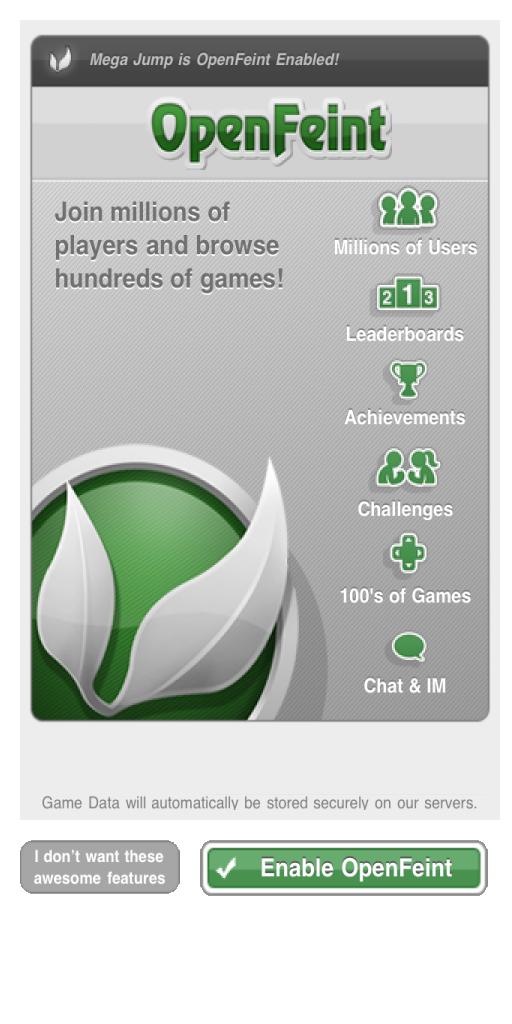 Mega Jump is OpenFeint Enabled!
OpenFeint
Join millions of
players and browse
hundreds of games!
Millions of Users
2 1 3
Leaderboards
Achievements
Challenges
100's of Games
Chat & IM
Game Data will automatically be stored securely on our servers.
I don't want these
awesome features
Enable OpenFeint